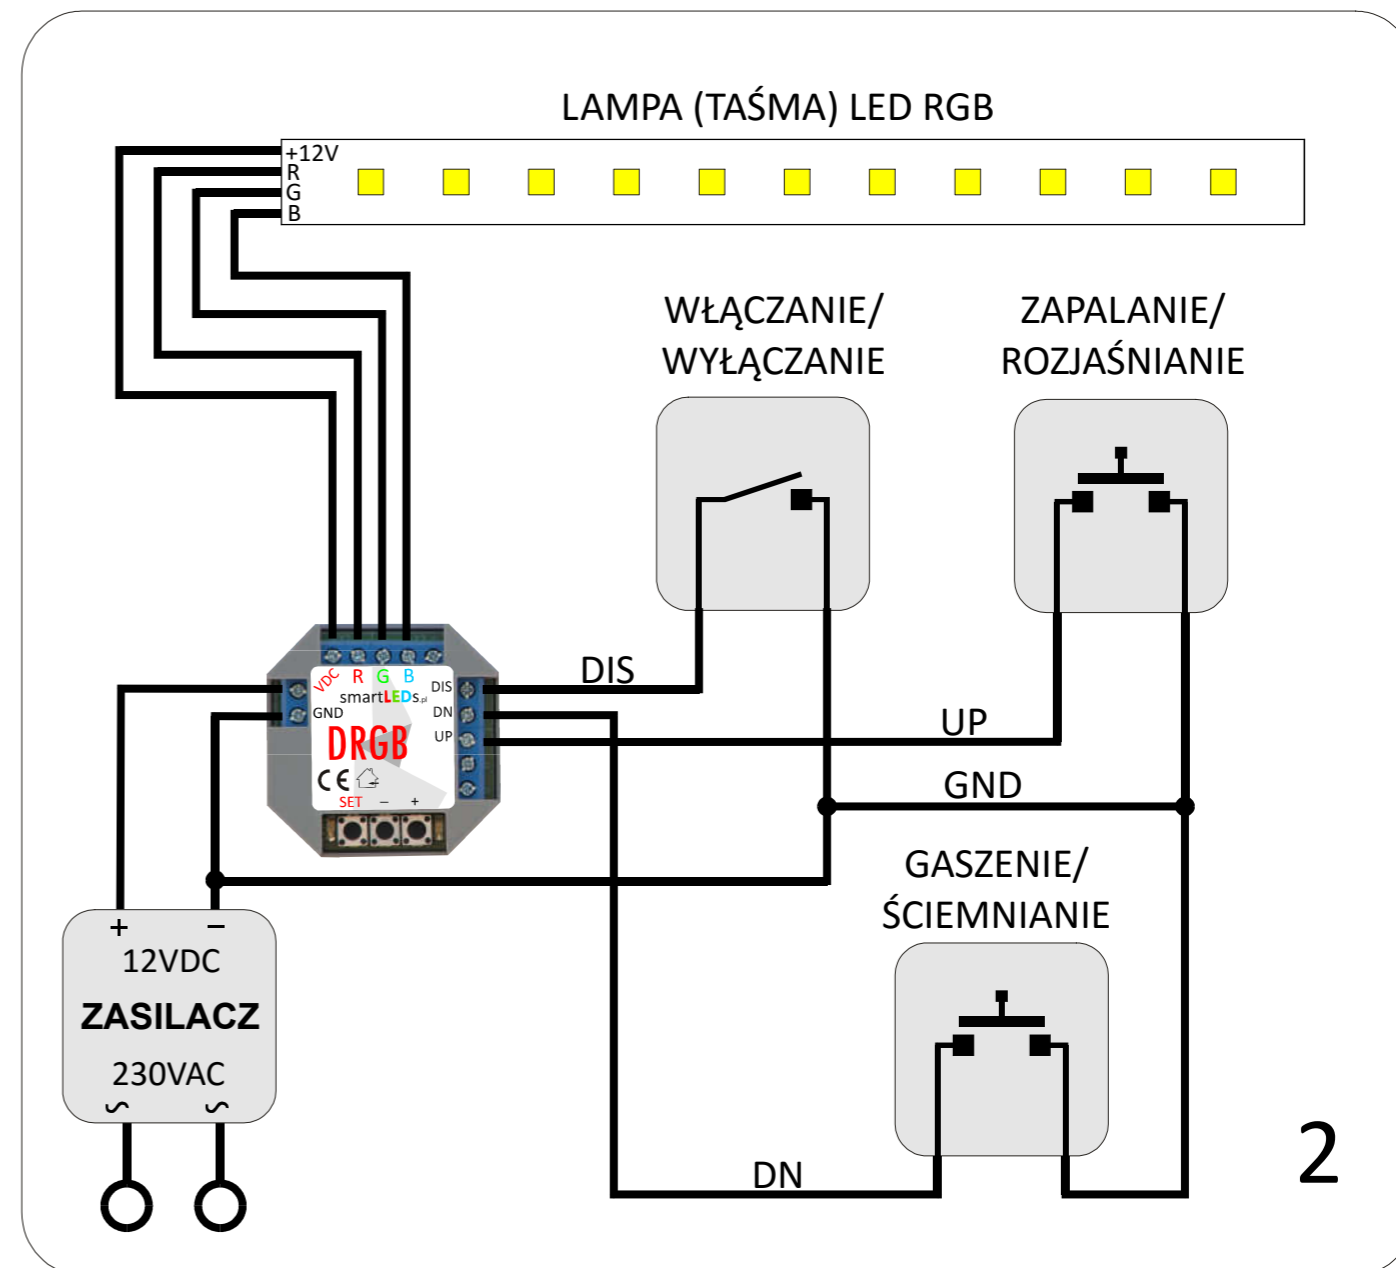 LAMPA (TAŚMA) LED RGB
+12V
R
G
B
WŁĄCZANIE/
WYŁĄCZANIE
ZAPALANIE/
ROZJAŚNIANIE
VDC R G B
smartLEDs.pl
DIS
GND
DN
UP
DRGB
CE
SET – +
DIS
UP
GND
GASZENIE/
ŚCIEMNIANIE
+ –
12VDC
ZASILACZ
230VAC
∽ ∽
DN
2